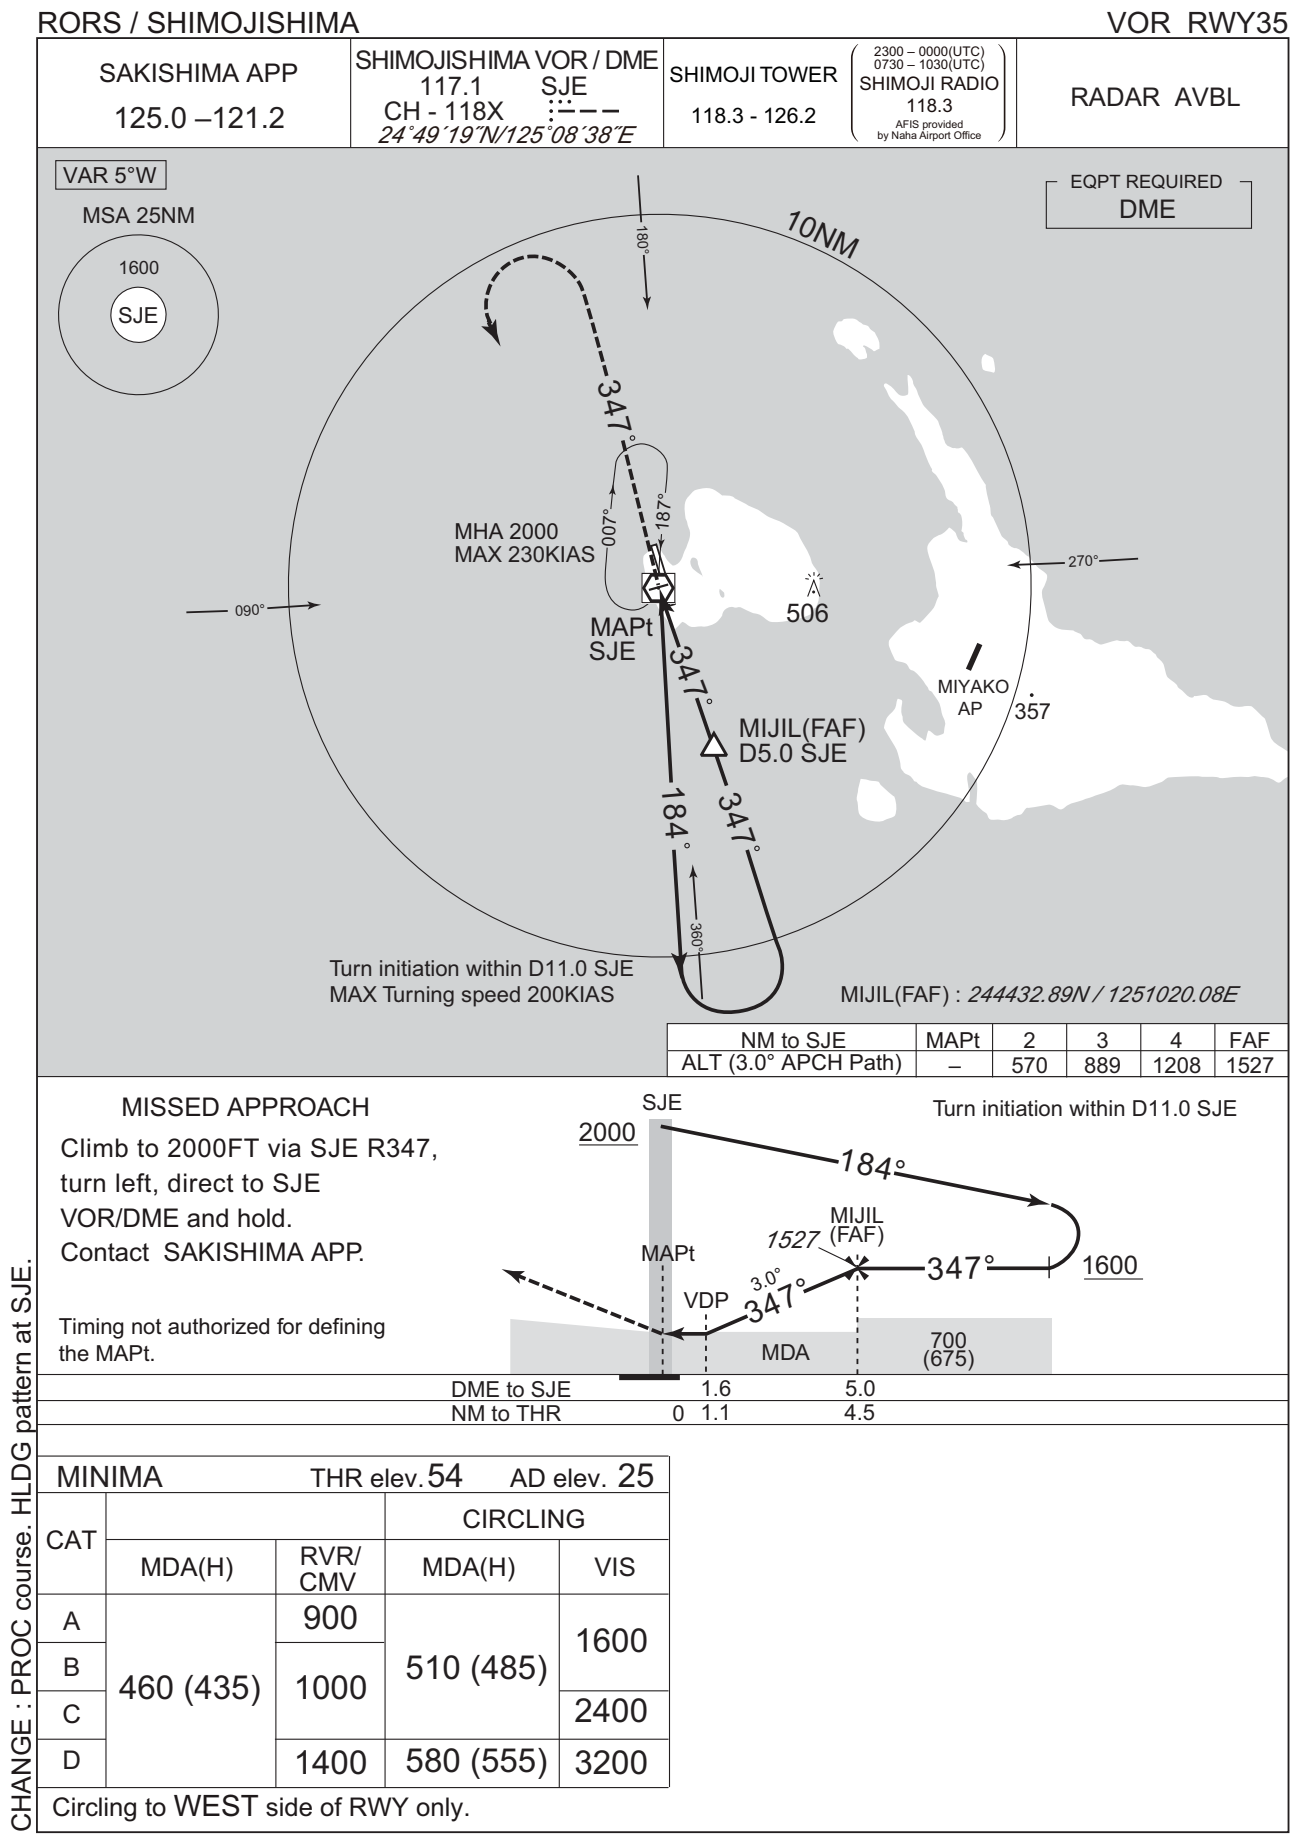 RORS / SHIMOJISHIMA
VOR RWY35
SAKISHIMA APP
125.0 –121.2
SHIMOJISHIMA VOR / DME
117.1 SJE
CH - 118X
24°49´19˝N/125°08´38˝E
SHIMOJI TOWER
118.3 - 126.2
2300 – 0000(UTC)
0730 – 1030(UTC)
SHIMOJI RADIO
118.3
AFIS provided
by Naha Airport Office
RADAR AVBL
VAR 5°W
MSA 25NM
1600
SJE
EQPT REQUIRED
DME
10NM
180°
347°
MHA 2000
MAX 230KIAS
007°
187°
270°
090°
506
MAPt
SJE
347°
MIYAKO
AP
357
MIJIL(FAF)
D5.0 SJE
184°
347°
360°
Turn initiation within D11.0 SJE
MAX Turning speed 200KIAS
MIJIL(FAF) : 244432.89N / 1251020.08E
NM to SJE MAPt 2 3 4 FAF
ALT (3.0° APCH Path) – 570 889 1208 1527
MISSED APPROACH
Climb to 2000FT via SJE R347,
turn left, direct to SJE
VOR/DME and hold.
Contact SAKISHIMA APP.
Timing not authorized for defining
the MAPt.
SJE
Turn initiation within D11.0 SJE
2000
184°
MIJIL
(FAF)
1527
MAPt
347°
1600
3.0°
347°
VDP
MDA
700
(675)
DME to SJE 1.6 5.0
NM to THR 0 1.1 4.5
MINIMA THR elev. 54 AD elev. 25
CAT
CIRCLING
MDA(H) RVR/
CMV MDA(H) VIS
A
B
C
D
460 (435)
900
1000
1400
510 (485)
580 (555)
1600
2400
3200
Circling to WEST side of RWY only.
CHANGE : PROC course. HLDG pattern at SJE.